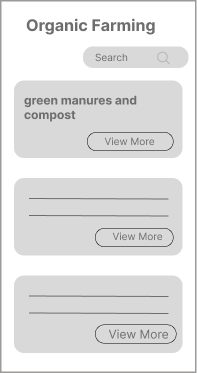 Organic Farming
Search
green manures and
compost
View More
View More
View More